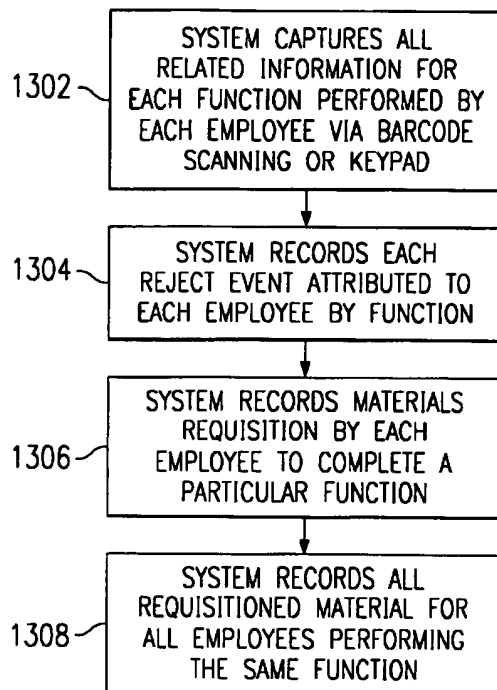 SYSTEM CAPTURES ALL
RELATED INFORMATION FOR
EACH FUNCTION PERFORMED BY
EACH EMPLOYEE VIA BARCODE
SCANNING OR KEYPAD
1302
SYSTEM RECORDS EACH
REJECT EVENT ATTRIBUTED TO
EACH EMPLOYEE BY FUNCTION
1304
SYSTEM RECORDS MATERIALS
REQUISITION BY EACH
EMPLOYEE TO COMPLETE A
PARTICULAR FUNCTION
1306
SYSTEM RECORDS ALL
REQUISITIONED MATERIAL FOR
ALL EMPLOYEES PERFORMING
THE SAME FUNCTION
1308